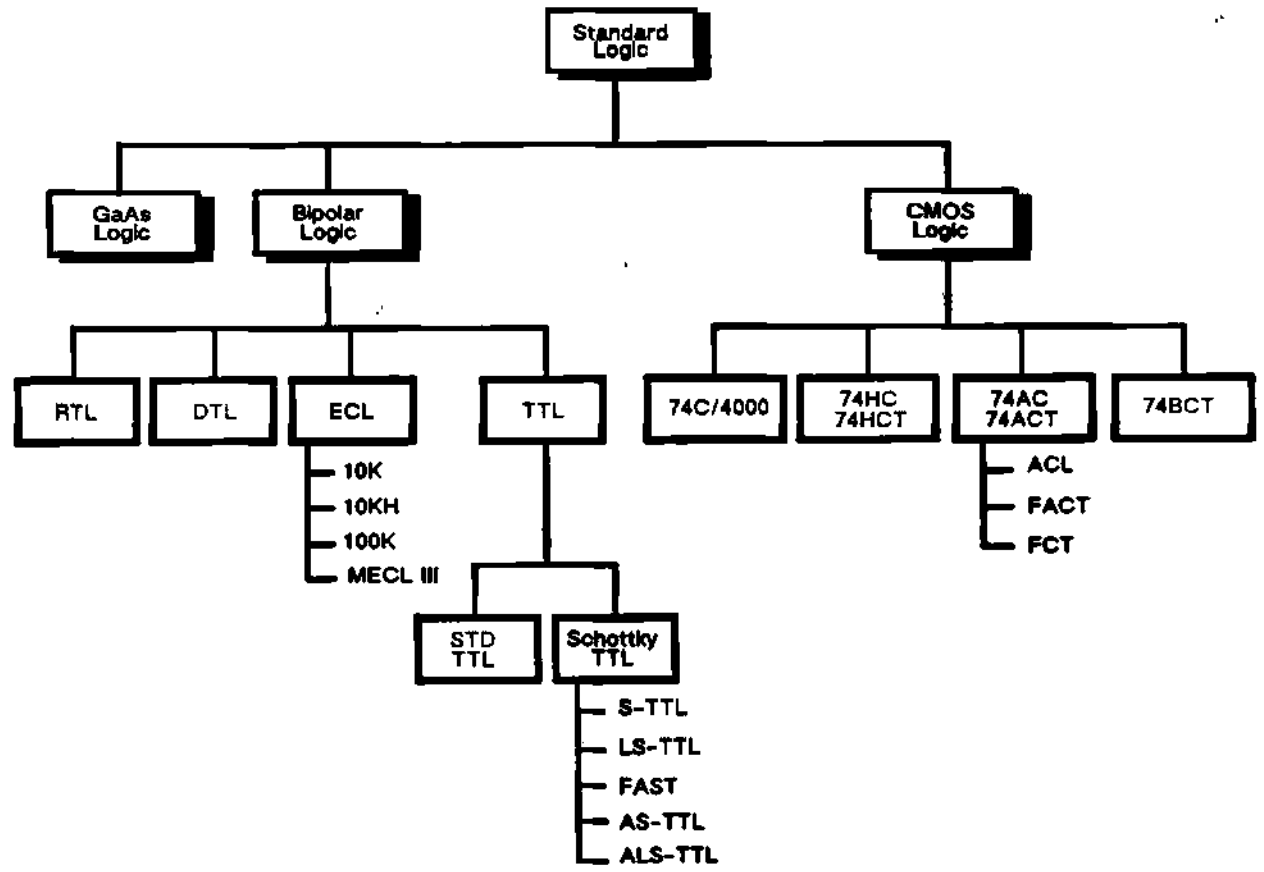 Standard
Logic
GaAs
Logic
Bipolar
Logic
CMOS
Logic
RTL
DTL
ECL
TTL
74C/4000
74HC
74HCT
74AC
74ACT
74BCT
10K
10KH
100K
MECL III
ACL
FACT
FCT
STD
TTL
Schottky
TTL
S-TTL
LS-TTL
FAST
AS-TTL
ALS-TTL